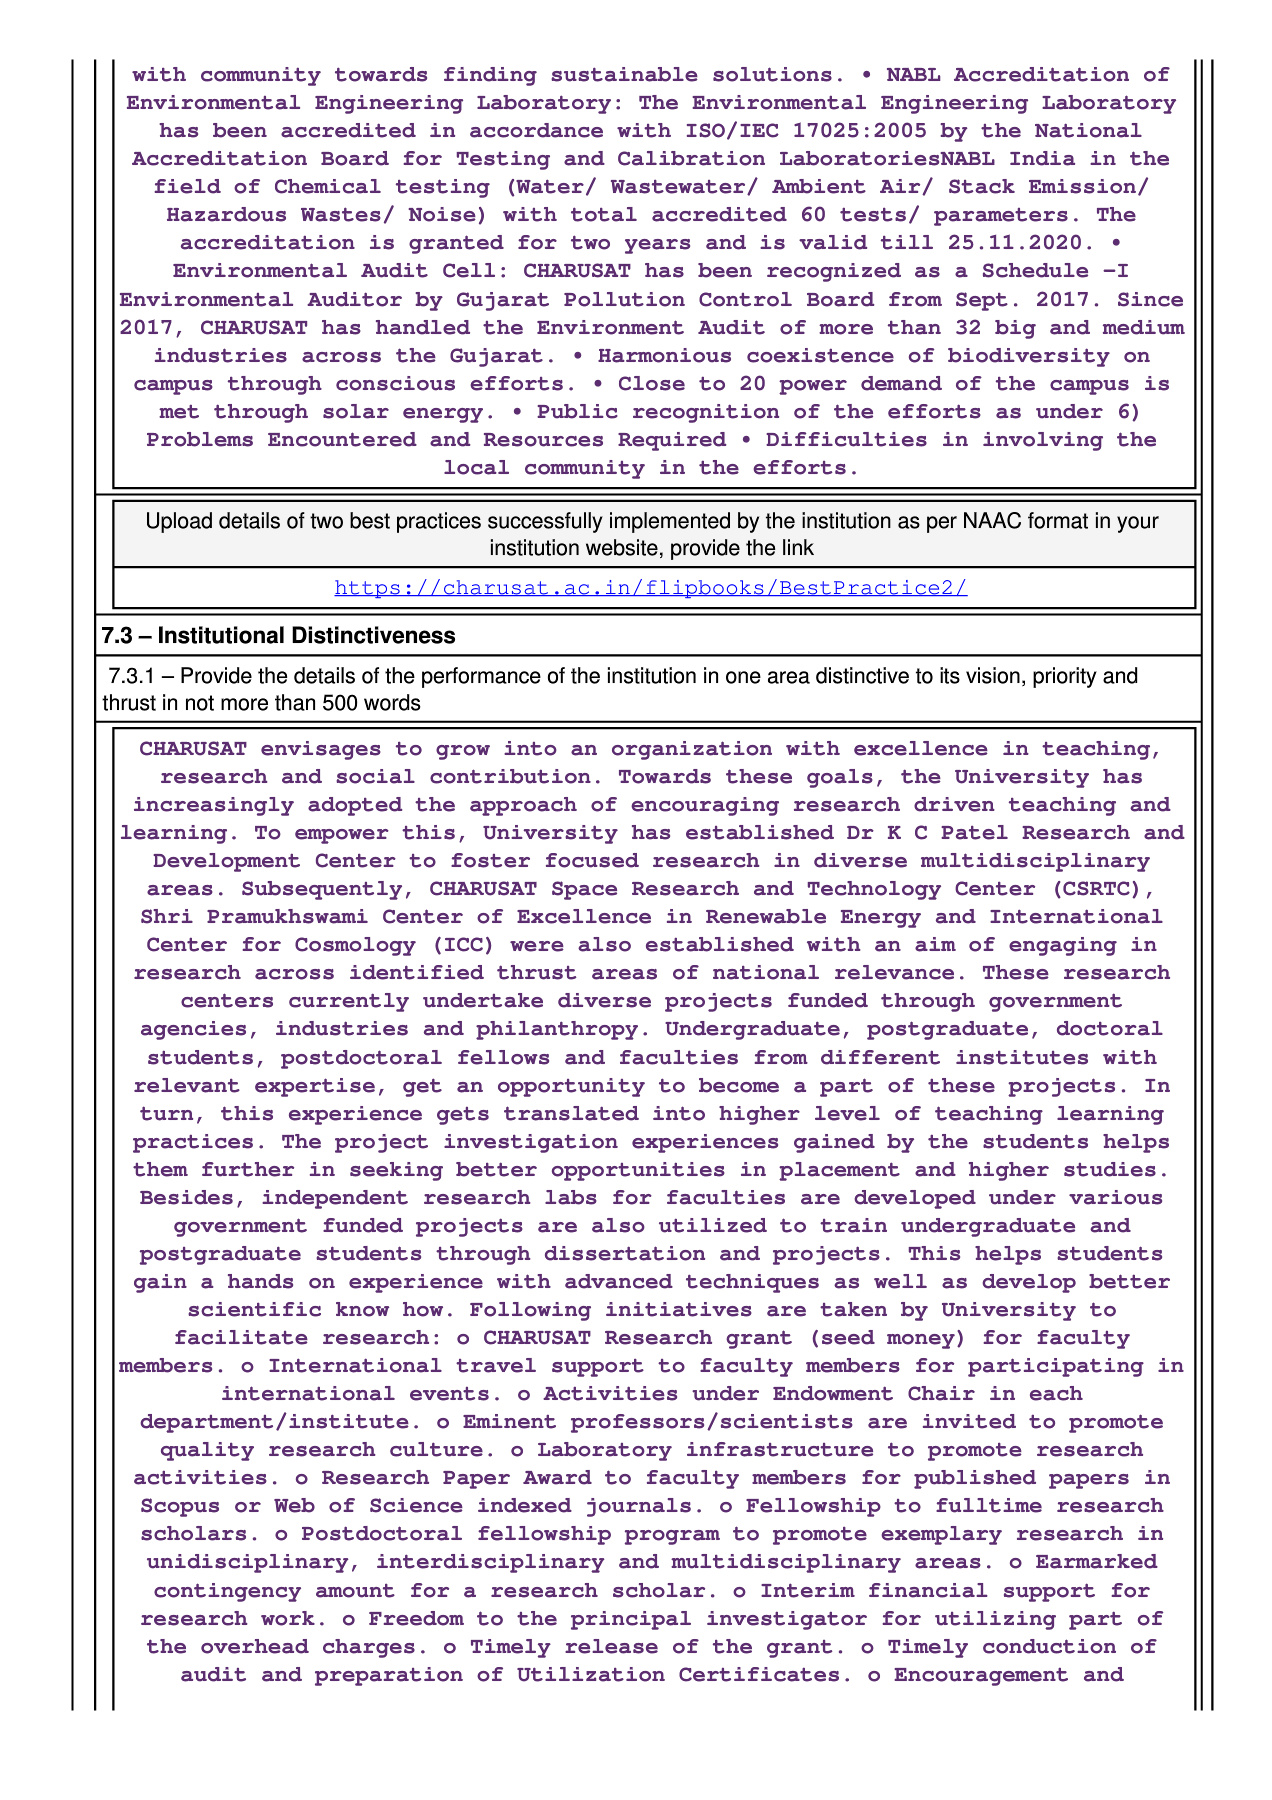 with community towards finding sustainable solutions. • NABL Accreditation of
Environmental Engineering Laboratory: The Environmental Engineering Laboratory
has been accredited in accordance with ISO/IEC 17025:2005 by the National
Accreditation Board for Testing and Calibration LaboratoriesNABL India in the
field of Chemical testing (Water/ Wastewater/ Ambient Air/ Stack Emission/
Hazardous Wastes/ Noise) with total accredited 60 tests/ parameters. The
accreditation is granted for two years and is valid till 25.11.2020. •
Environmental Audit Cell: CHARUSAT has been recognized as a Schedule –I
Environmental Auditor by Gujarat Pollution Control Board from Sept. 2017. Since
2017, CHARUSAT has handled the Environment Audit of more than 32 big and medium
industries across the Gujarat. • Harmonious coexistence of biodiversity on
campus through conscious efforts. • Close to 20 power demand of the campus is
met through solar energy. • Public recognition of the efforts as under 6)
Problems Encountered and Resources Required • Difficulties in involving the
local community in the efforts.
Upload details of two best practices successfully implemented by the institution as per NAAC format in your
institution website, provide the link
https://charusat.ac.in/flipbooks/BestPractice2/
7.3 – Institutional Distinctiveness
7.3.1 – Provide the details of the performance of the institution in one area distinctive to its vision, priority and
thrust in not more than 500 words
CHARUSAT envisages to grow into an organization with excellence in teaching,
research and social contribution. Towards these goals, the University has
increasingly adopted the approach of encouraging research driven teaching and
learning. To empower this, University has established Dr K C Patel Research and
Development Center to foster focused research in diverse multidisciplinary
areas. Subsequently, CHARUSAT Space Research and Technology Center (CSRTC),
Shri Pramukhswami Center of Excellence in Renewable Energy and International
Center for Cosmology (ICC) were also established with an aim of engaging in
research across identified thrust areas of national relevance. These research
centers currently undertake diverse projects funded through government
agencies, industries and philanthropy. Undergraduate, postgraduate, doctoral
students, postdoctoral fellows and faculties from different institutes with
relevant expertise, get an opportunity to become a part of these projects. In
turn, this experience gets translated into higher level of teaching learning
practices. The project investigation experiences gained by the students helps
them further in seeking better opportunities in placement and higher studies.
Besides, independent research labs for faculties are developed under various
government funded projects are also utilized to train undergraduate and
postgraduate students through dissertation and projects. This helps students
gain a hands on experience with advanced techniques as well as develop better
scientific know how. Following initiatives are taken by University to
facilitate research: o CHARUSAT Research grant (seed money) for faculty
members. o International travel support to faculty members for participating in
international events. o Activities under Endowment Chair in each
department/institute. o Eminent professors/scientists are invited to promote
quality research culture. o Laboratory infrastructure to promote research
activities. o Research Paper Award to faculty members for published papers in
Scopus or Web of Science indexed journals. o Fellowship to fulltime research
scholars. o Postdoctoral fellowship program to promote exemplary research in
unidisciplinary, interdisciplinary and multidisciplinary areas. o Earmarked
contingency amount for a research scholar. o Interim financial support for
research work. o Freedom to the principal investigator for utilizing part of
the overhead charges. o Timely release of the grant. o Timely conduction of
audit and preparation of Utilization Certificates. o Encouragement and